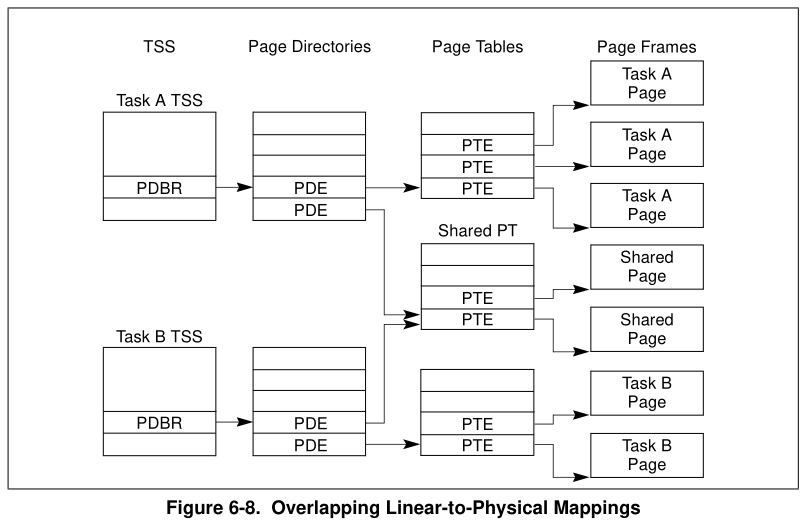 TSS Page Directories Page Tables Page Frames
Task A TSS
PDBR
PDE
PDE
PTE
PTE
PTE
Task A
Page
Task A
Page
Task A
Page
Shared PT
PTE
PTE
Shared
Page
Shared
Page
Task B TSS
PDBR
PDE
PDE
PTE
PTE
Task B
Page
Task B
Page
Figure 6-8. Overlapping Linear-to-Physical Mappings